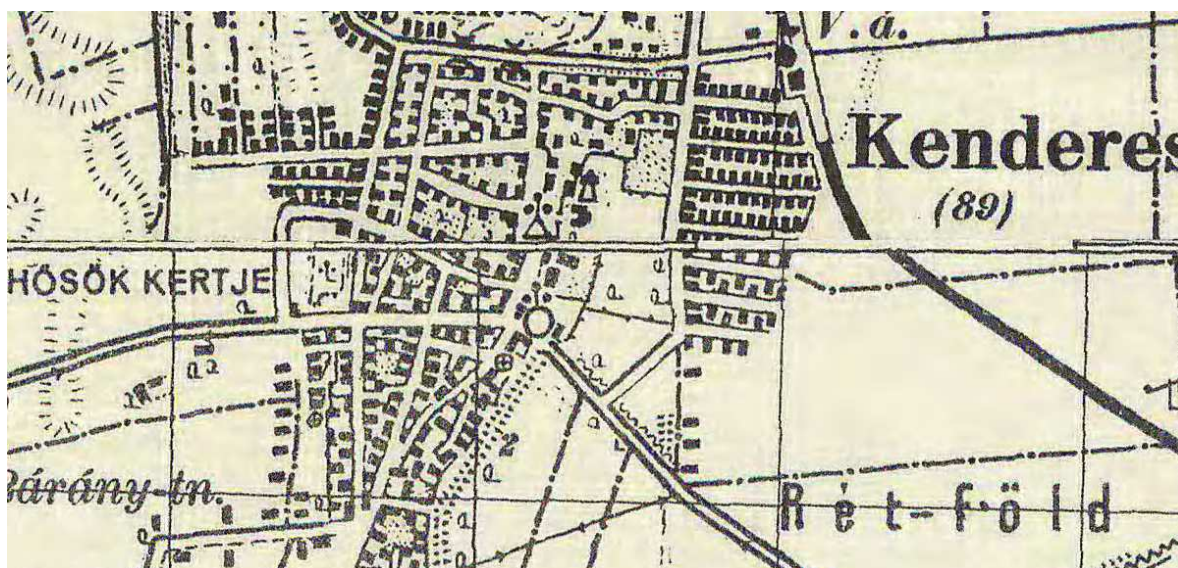 V.á.
Kenderes
(89)
HŐSÖK KERTJE
Bárány-tn.
Rét-föld